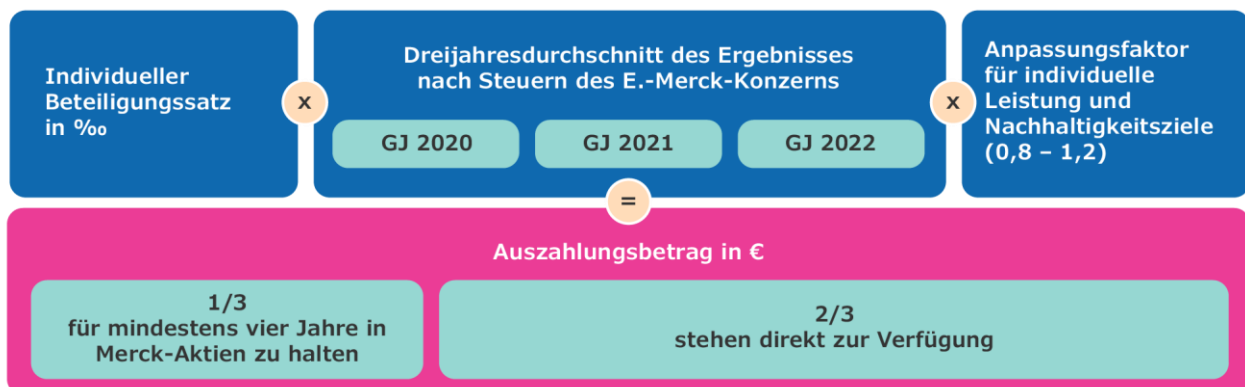 Individueller
Beteiligungssatz
in ‰
x
Dreijahresdurchschnitt des Ergebnisses
nach Steuern des E.-Merck-Konzerns
GJ 2020
GJ 2021
GJ 2022
x
Anpassungsfaktor
für individuelle
Leistung und
Nachhaltigkeitsziele
(0,8 – 1,2)
=
Auszahlungsbetrag in €
1/3
für mindestens vier Jahre in
Merck-Aktien zu halten
2/3
stehen direkt zur Verfügung